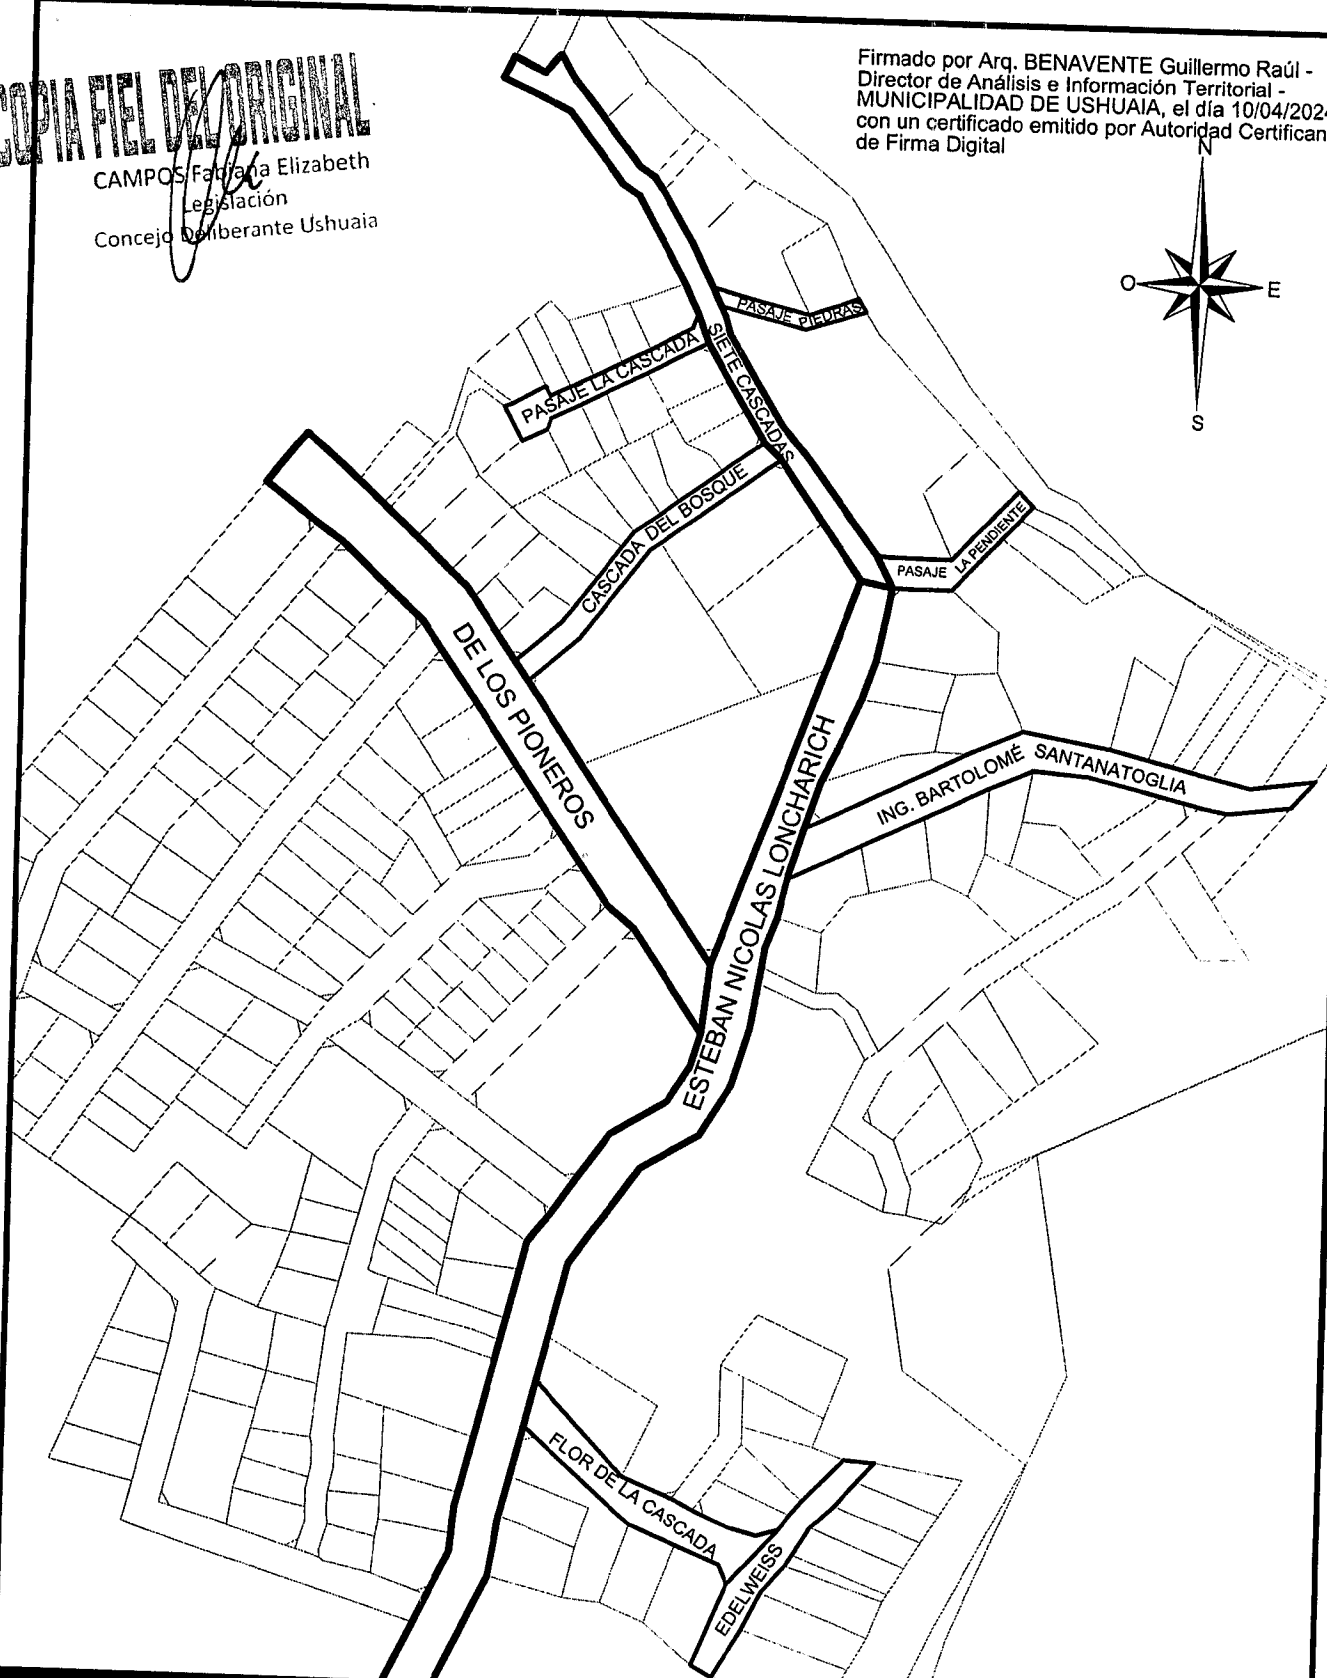 COPIA FIEL DEL ORIGINAL
CAMPOS Fabiana Elizabeth
Legislación
Concejo Deliberante Ushuaia
Firmado por Arq. BENAVENTE Guillermo Raúl -
Director de Análisis e Información Territorial -
MUNICIPALIDAD DE USHUAIA, el día 10/04/2024
con un certificado emitido por Autoridad Certifican
de Firma Digital
N
O
E
S
PASAJE PIEDRAS
SIETE CASCADAS
PASAJE LA CASCADA
CASCADA DEL BOSQUE
PASAJE LA PENDIENTE
DE LOS PIONEROS
ESTEBAN NICOLAS LONCHARICH
ING. BARTOLOMÉ SANTANATOGLIA
FLOR DE LA CASCADA
EDELWEISS